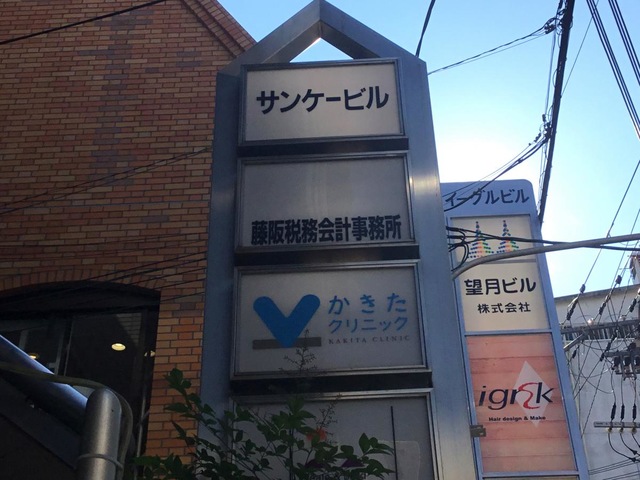 サンケービル
藤阪税務会計事務所
かきた
クリニック
KAKITA CLINIC
イーグルビル
望月ビル
株式会社
igrek
Hair design & Make